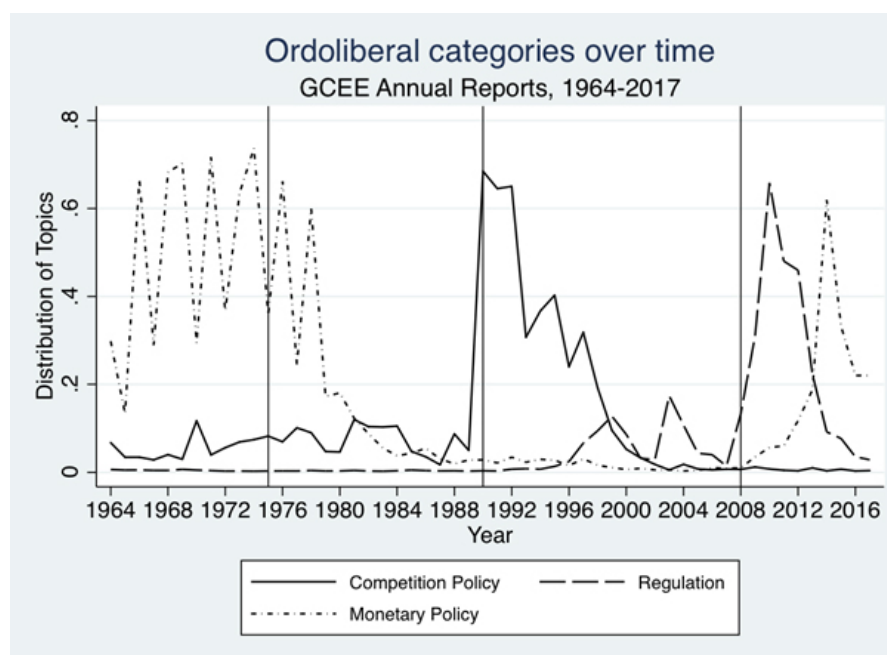 Ordoliberal categories over time
GCEE Annual Reports, 1964-2017
Distribution of Topics
.8
.6
.4
.2
0
1964 1968 1972 1976 1980 1984 1988 1992 1996 2000 2004 2008 2012 2016
Year
Competition Policy Regulation
Monetary Policy